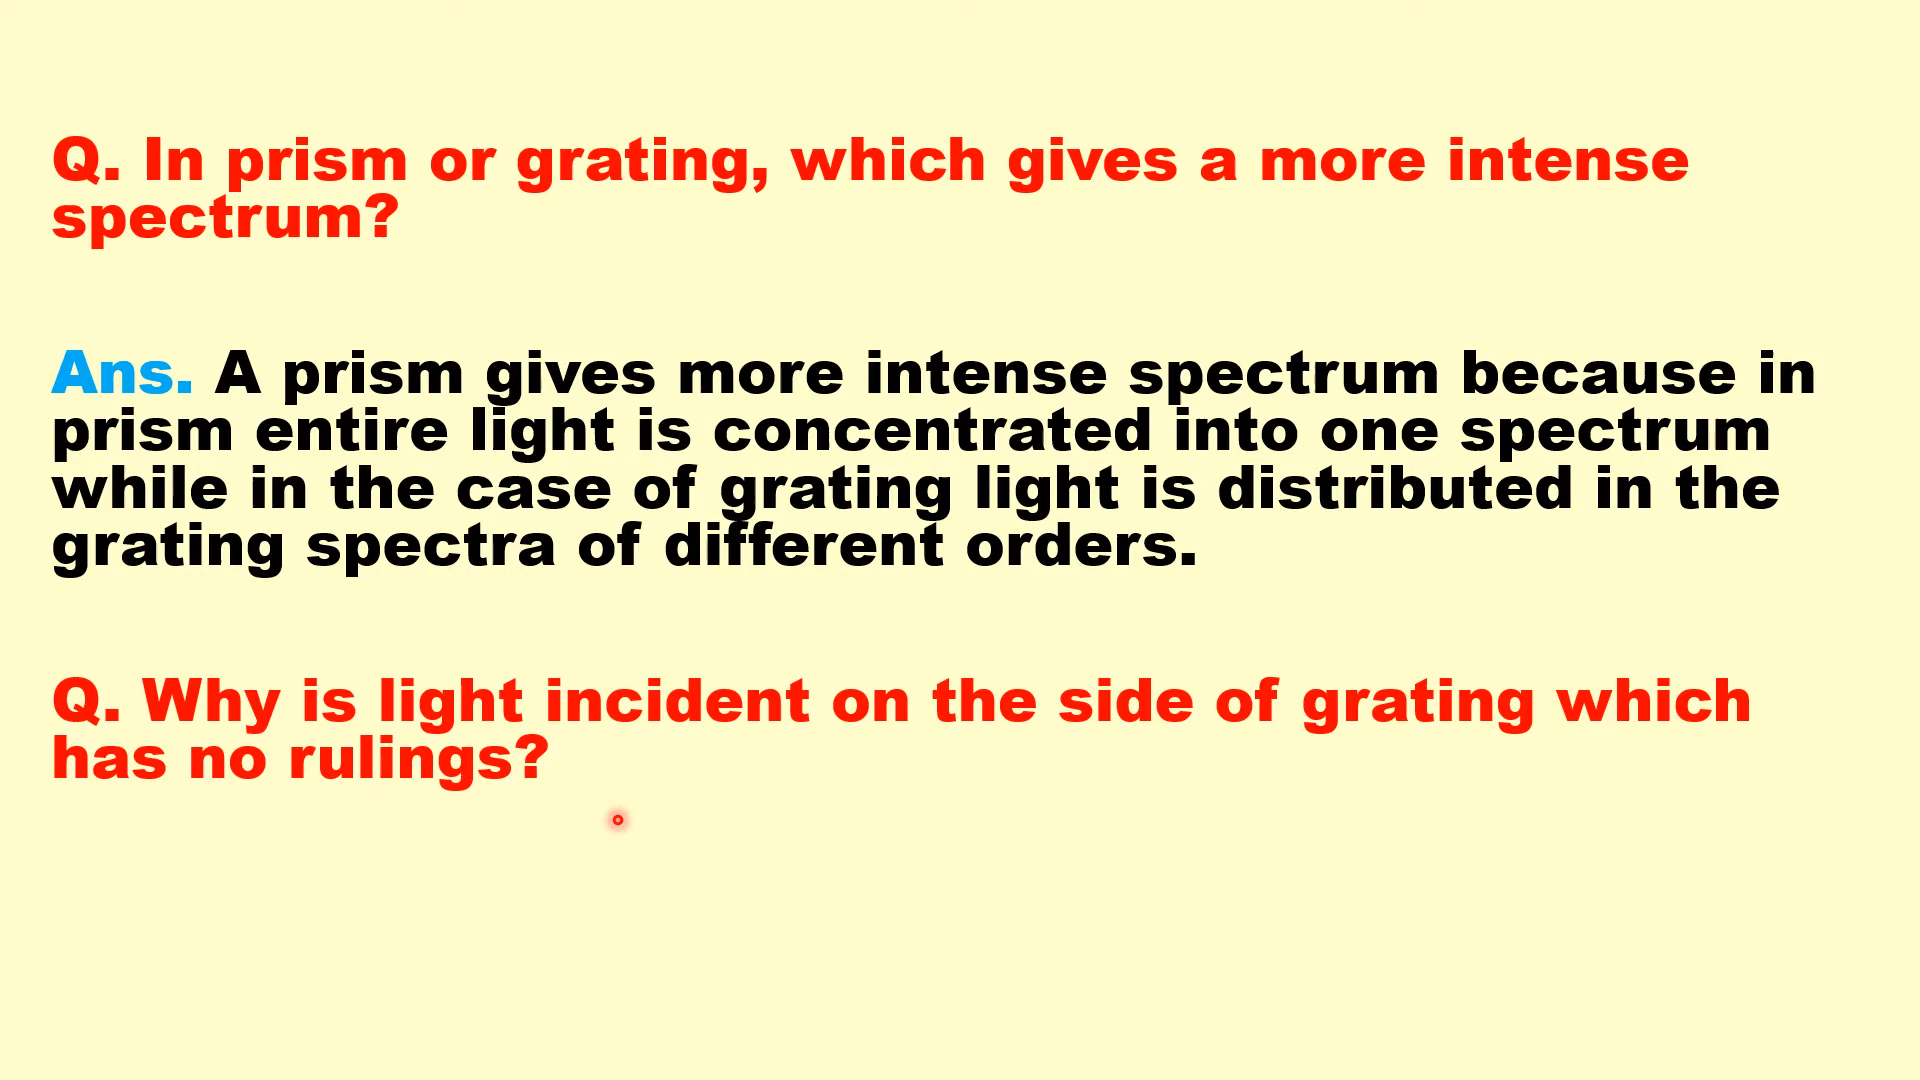 Q. In prism or grating, which gives a more intense
spectrum?
Ans. A prism gives more intense spectrum because in
prism entire light is concentrated into one spectrum
while in the case of grating light is distributed in the
grating spectra of different orders.
Q. Why is light incident on the side of grating which
has no rulings?